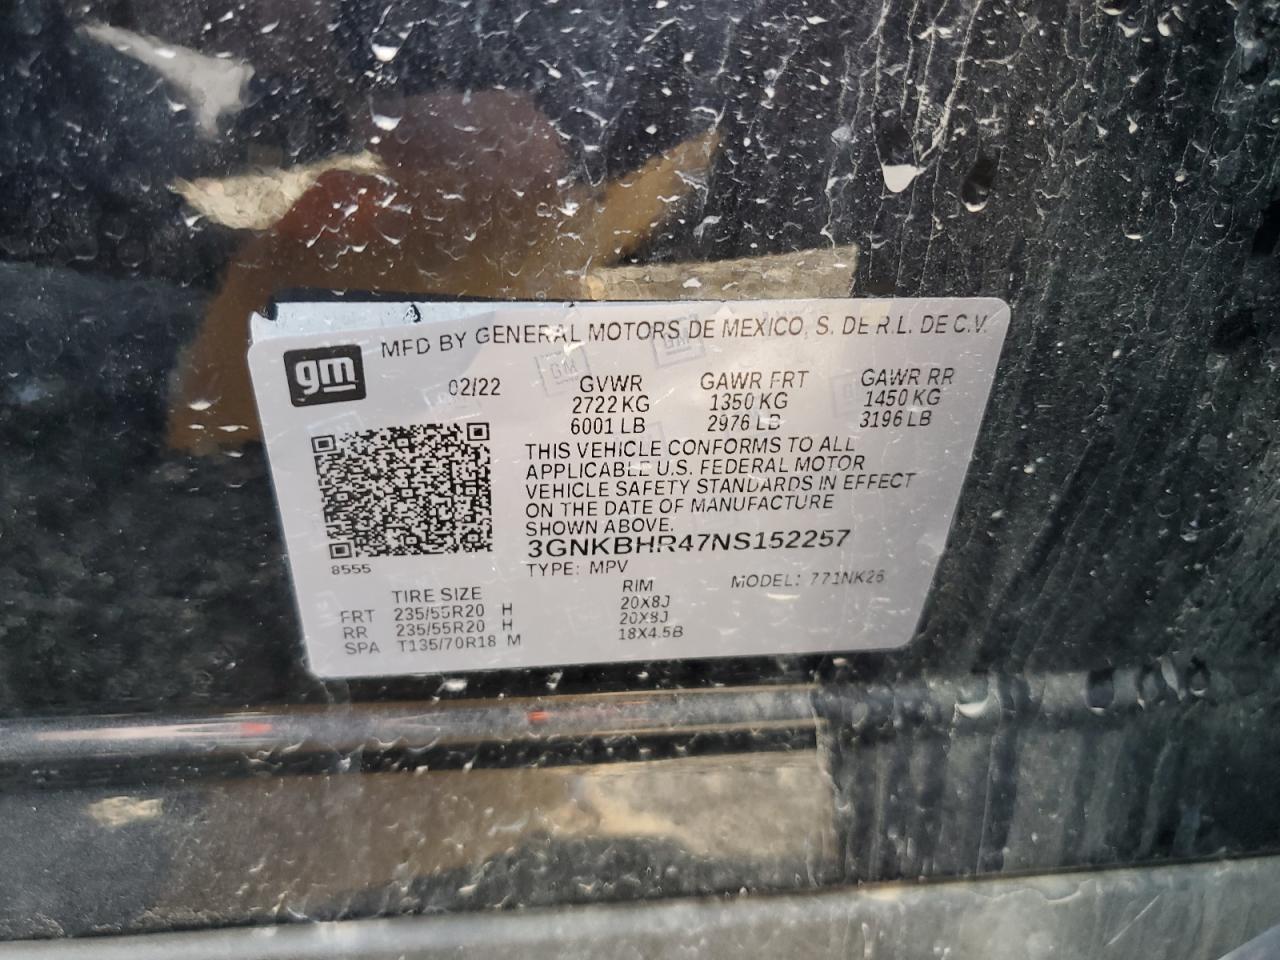 MFD BY GENERAL MOTORS DE MEXICO, S. DE R.L. DE C.V.
gm
02/22 GVWR GAWR FRT GAWR RR
2722 KG 1350 KG 1450 KG
6001 LB 2976 LB 3196 LB
THIS VEHICLE CONFORMS TO ALL
APPLICABLE U.S. FEDERAL MOTOR
VEHICLE SAFETY STANDARDS IN EFFECT
ON THE DATE OF MANUFACTURE
SHOWN ABOVE.
3GNKBHR47NS152257
8555
TYPE: MPV MODEL: 771NK26
TIRE SIZE RIM
FRT 235/55R20 H 20X8J
RR 235/55R20 H 20X8J
SPA T135/70R18 M 18X4.5B